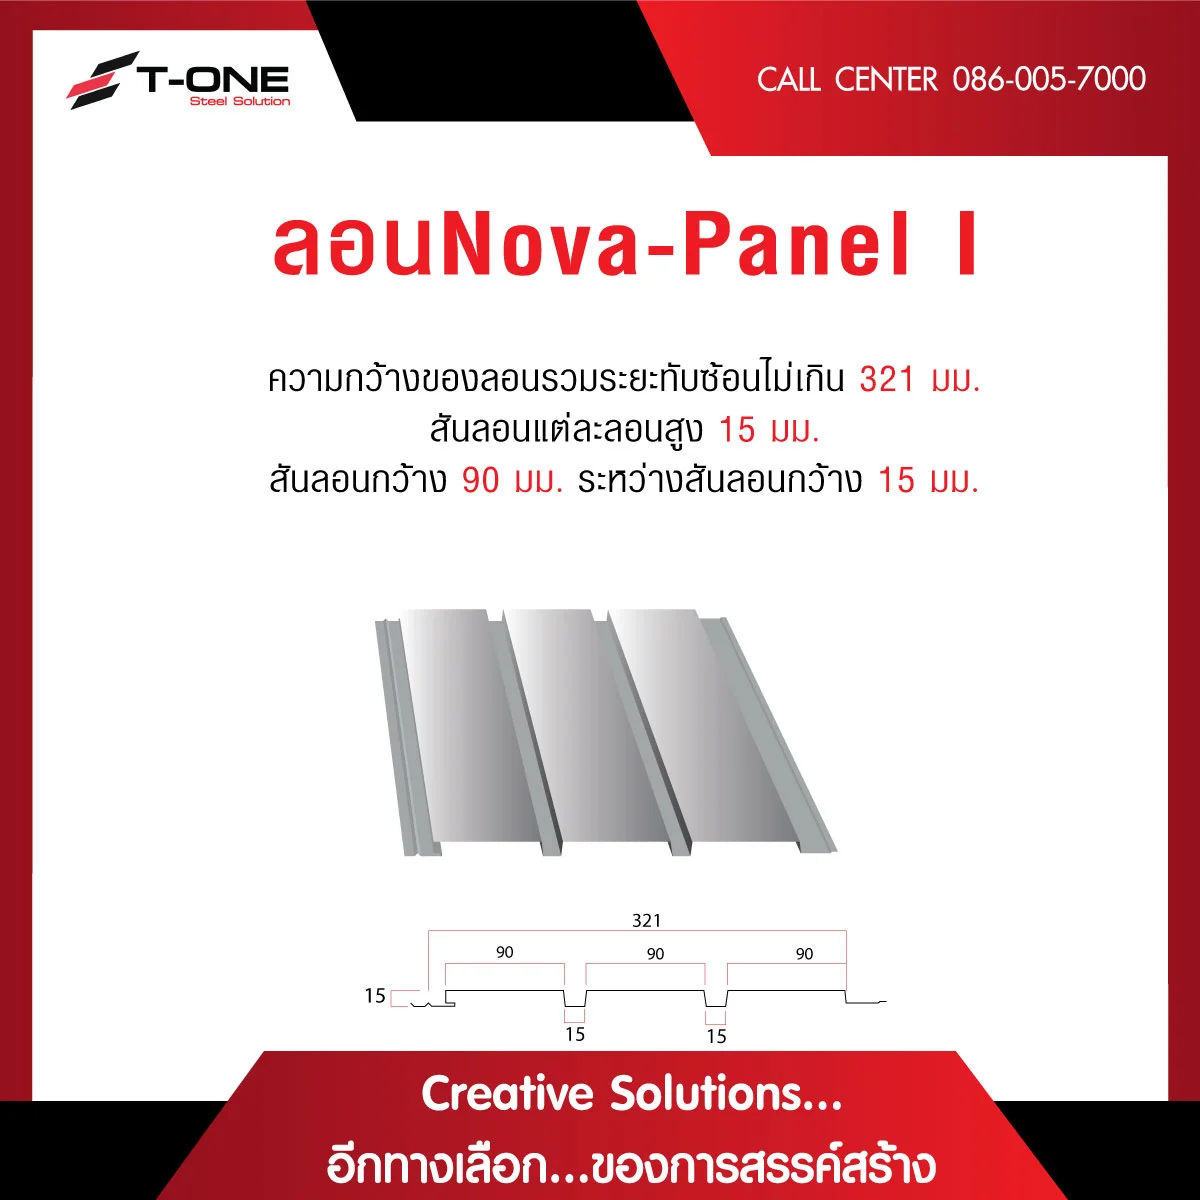 T-ONE
Steel Solution
CALL CENTER 086-005-7000
ลอนNova-Panel I
ความกว้างของลอนรวมระยะทับซ้อนไม่เกิน 321 มม.
สันลอนแต่ละลอนสูง 15 มม.
สันลอนกว้าง 90 มม. ระหว่างสันลอนกว้าง 15 มม.
321
90 90 90
15
15 15
Creative Solutions...
อีกทางเลือก...ของการสรรค์สร้าง